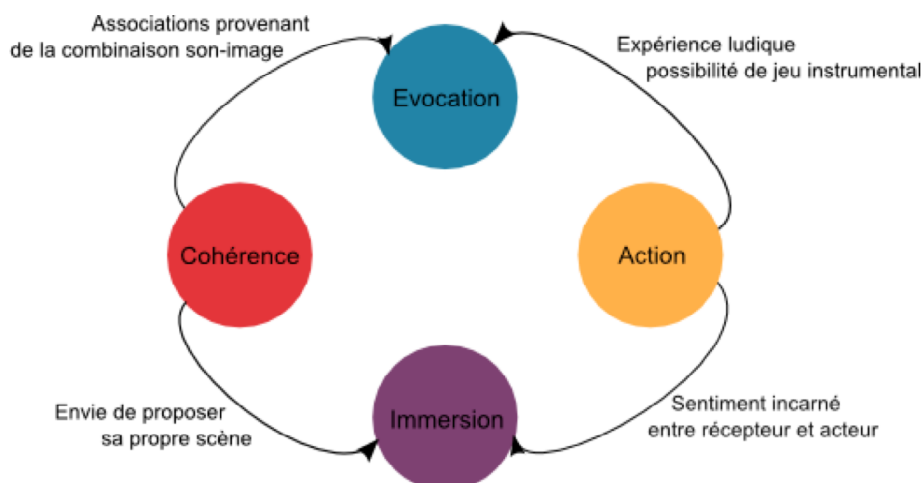 Associations provenant
de la combinaison son-image
Expérience ludique
possibilité de jeu instrumental
Evocation
Cohérence
Action
Envie de proposer
sa propre scène
Immersion
Sentiment incarné
entre récepteur et acteur